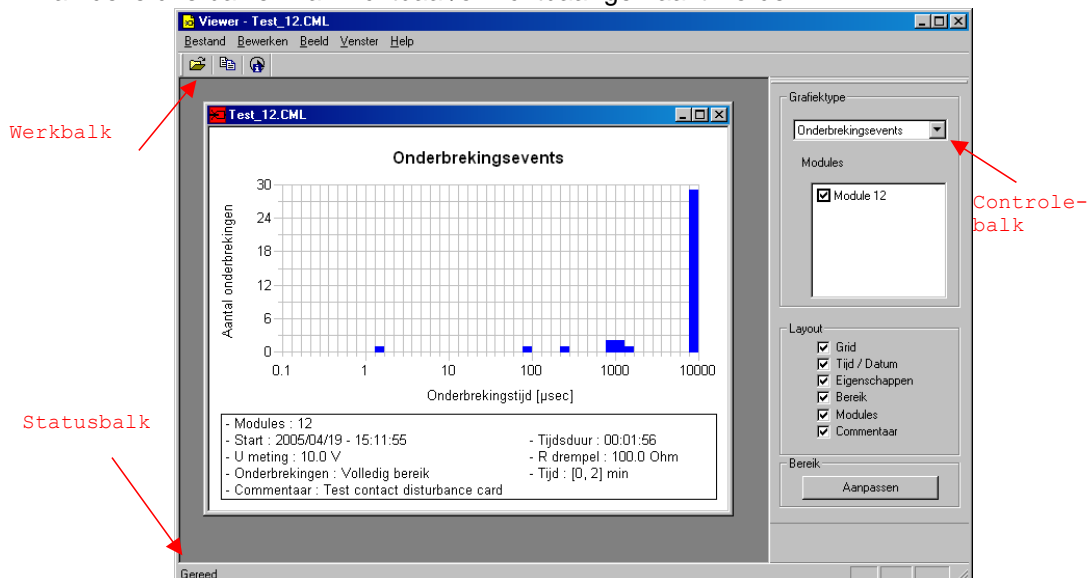 Viewer - Test_12.CML
Bestand Bewerken Beeld Venster Help
Werkbalk
Test_12.CML
Onderbrekingsevents
Aantal onderbrekingen
30
24
18
12
6
0
0.1 1 10 100 1000 10000
Onderbrekingstijd [µsec]
- Modules : 12
- Start : 2005/04/19 - 15:11:55 - Tijdsduur : 00:01:56
- U meting : 10.0 V - R drempel : 100.0 Ohm
- Onderbrekingen : Volledig bereik - Tijd : [0, 2] min
- Commentaar : Test contact disturbance card
Grafiektype
Onderbrekingsevents
Modules
Module 12
Controle-
balk
Layout
Grid
Tijd / Datum
Eigenschappen
Bereik
Modules
Commentaar
Bereik
Aanpassen
Statusbalk
Gereed